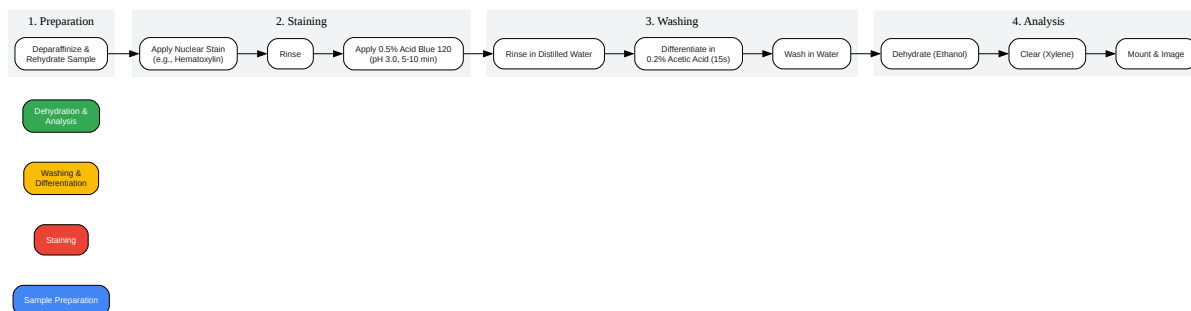 1. Preparation
Deparaffinize &
Rehydrate Sample
2. Staining
Apply Nuclear Stain
(e.g., Hematoxylin)
Rinse
Apply 0.5% Acid Blue 120
(pH 3.0, 5-10 min)
3. Washing
Rinse in Distilled Water
Differentiate in
0.2% Acetic Acid (15s)
Wash in Water
4. Analysis
Dehydrate (Ethanol)
Clear (Xylene)
Mount & Image
Dehydration &
Analysis
Washing &
Differentiation
Staining
Sample Preparation